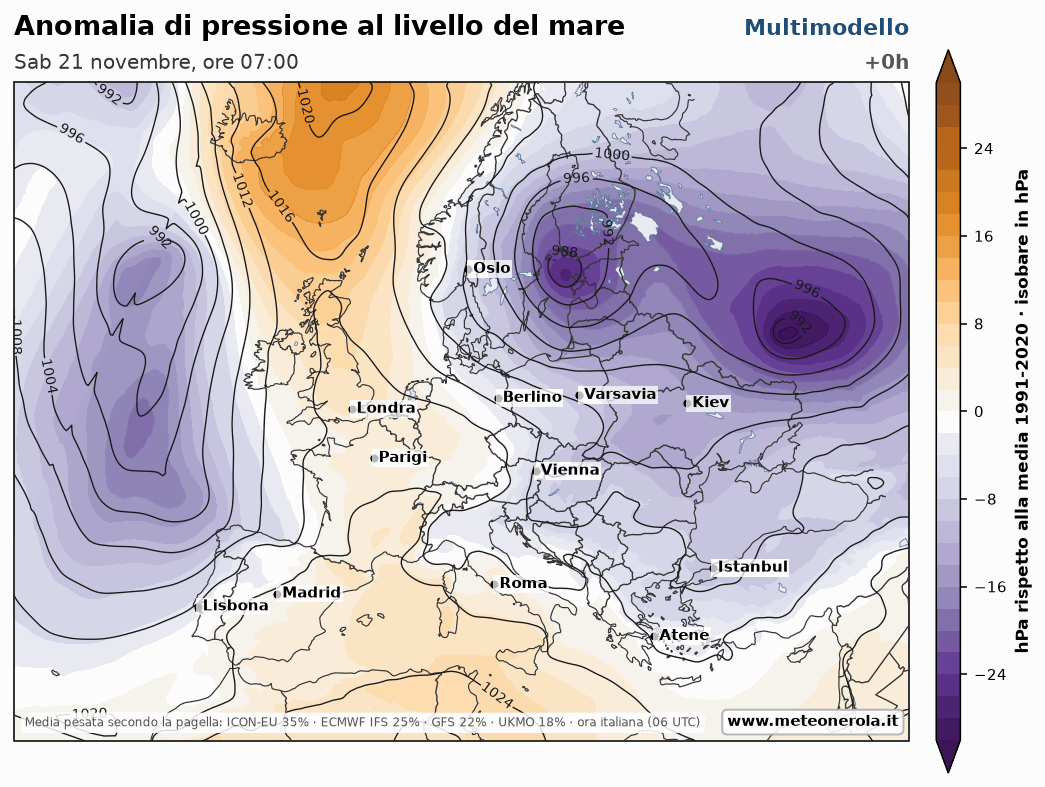 Anomalia di pressione al livello del mare
Multimodello
Sab 21 novembre, ore 07:00
+0h
992
1020
996
1000
996
1012
1016
1000
992
992
988
Oslo
996
992
1008
1004
Berlino
Varsavia
Kiev
Londra
Parigi
Vienna
Istanbul
Roma
Madrid
Lisbona
Atene
1024
1020
Media pesata secondo la pagella: ICON-EU 35% · ECMWF IFS 25% · GFS 22% · UKMO 18% · ora italiana (06 UTC)
www.meteonerola.it
24
16
8
0
−8
−16
−24
hPa rispetto alla media 1991-2020 · isobare in hPa